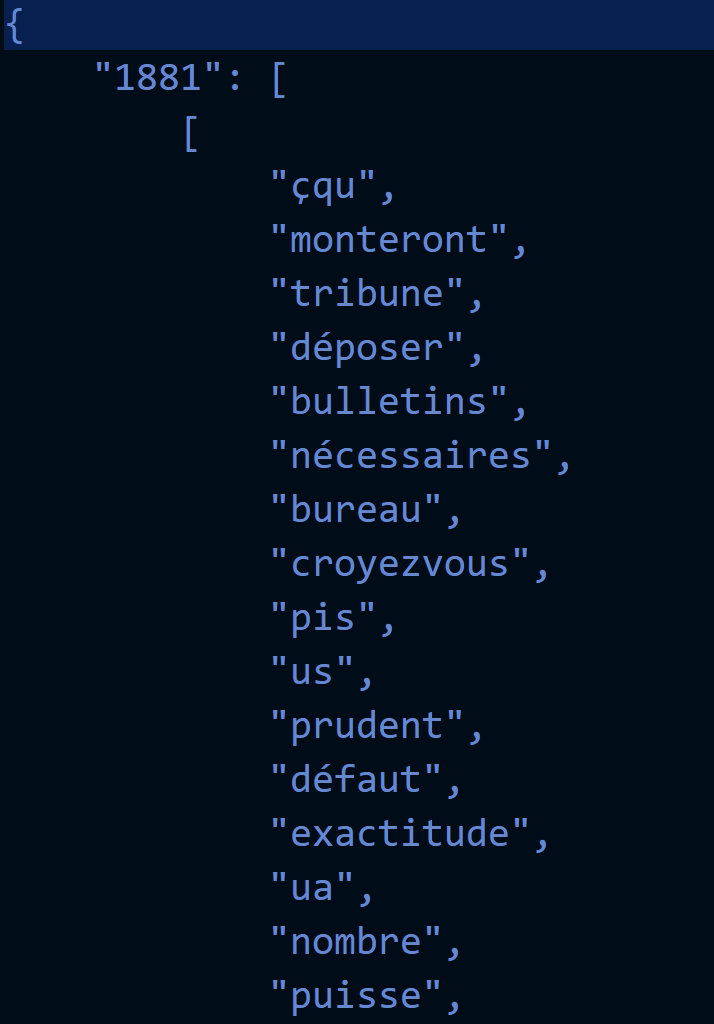 {
"1881": [
[
"çqu",
"monteront",
"tribune",
"déposer",
"bulletins",
"nécessaires",
"bureau",
"croyezvous",
"pis",
"us",
"prudent",
"défaut",
"exactitude",
"ua",
"nombre",
"puisse",